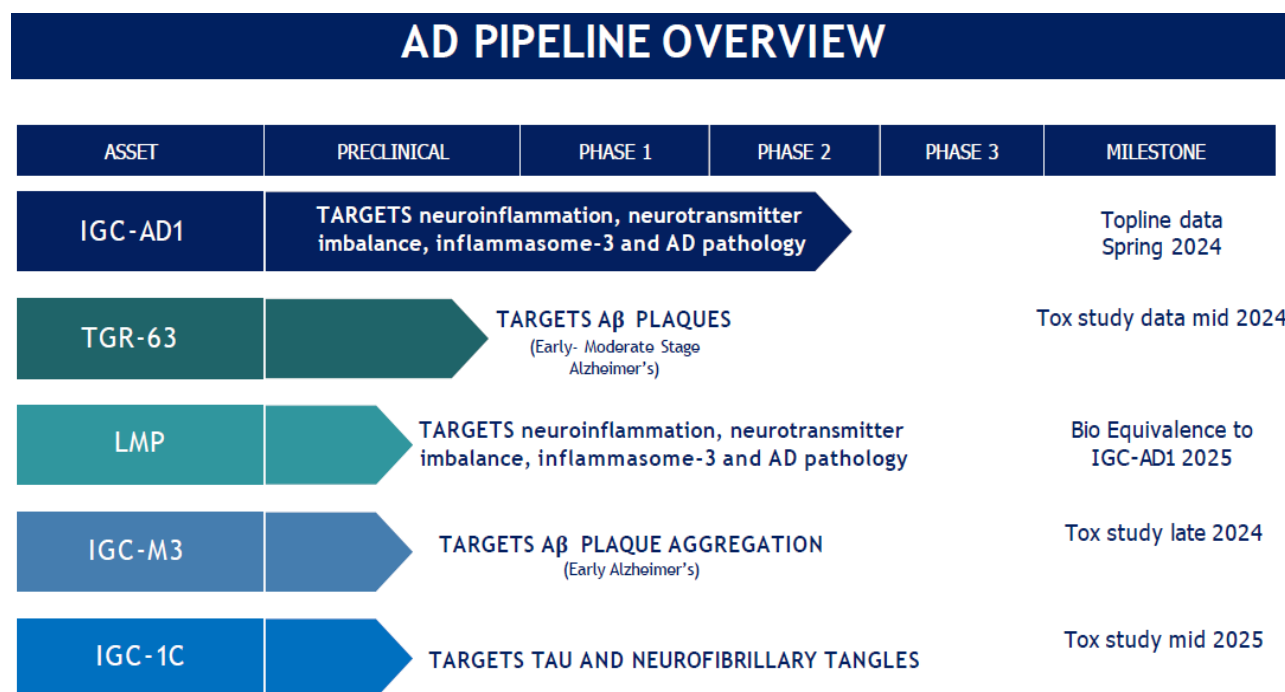 AD PIPELINE OVERVIEW
ASSET PRECLINICAL PHASE 1 PHASE 2 PHASE 3 MILESTONE
IGC-AD1
TARGETS neuroinflammation, neurotransmitter
imbalance, inflammasome-3 and AD pathology
Topline data
Spring 2024
TGR-63
TARGETS Aβ PLAQUES
(Early- Moderate Stage
Alzheimer's)
Tox study data mid 2024
LMP
TARGETS neuroinflammation, neurotransmitter
imbalance, inflammasome-3 and AD pathology
Bio Equivalence to
IGC-AD1 2025
IGC-M3
TARGETS Aβ PLAQUE AGGREGATION
(Early Alzheimer's)
Tox study late 2024
IGC-1C
TARGETS TAU AND NEUROFIBRILLARY TANGLES
Tox study mid 2025